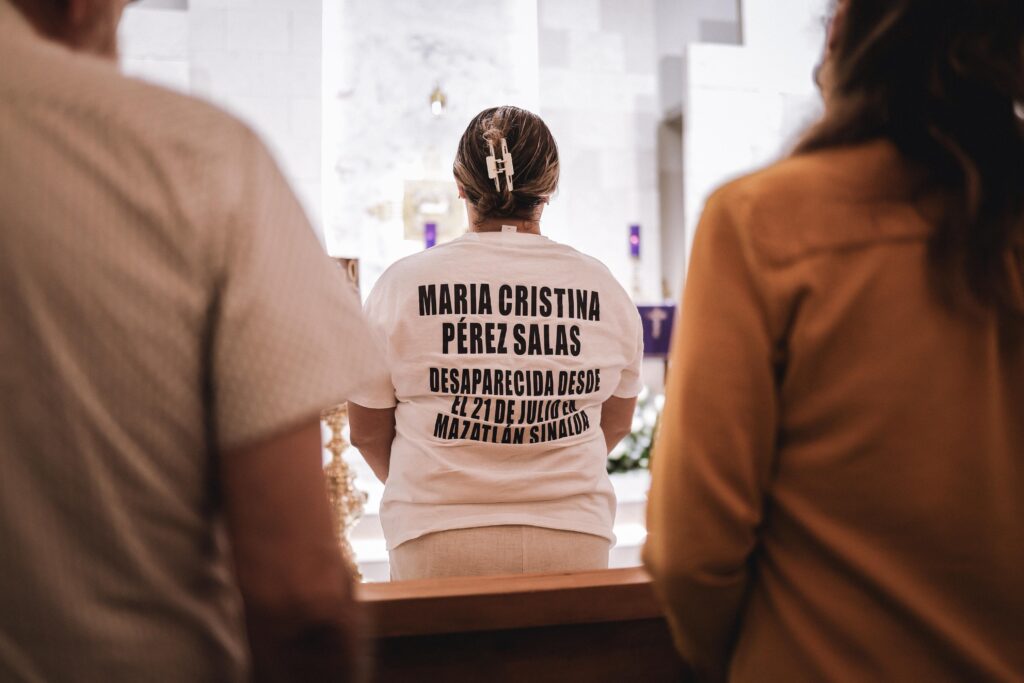 MARIA CRISTINA
PÉREZ SALAS
DESAPARECIDA DESDE
EL 21 DE JULIO EN
MAZATLÁN SINALOA